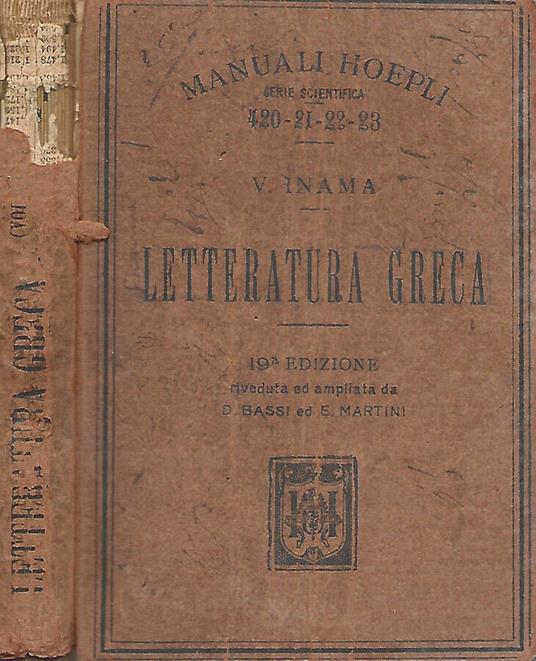 MANUALI HOEPLI
SERIE SCIENTIFICA
420-21-22-23
V. INAMA
LETTERATURA GRECA
19ª EDIZIONE
riveduta ed ampliata da
D. BASSI ed E. MARTINI
LETTERATURA GRECA